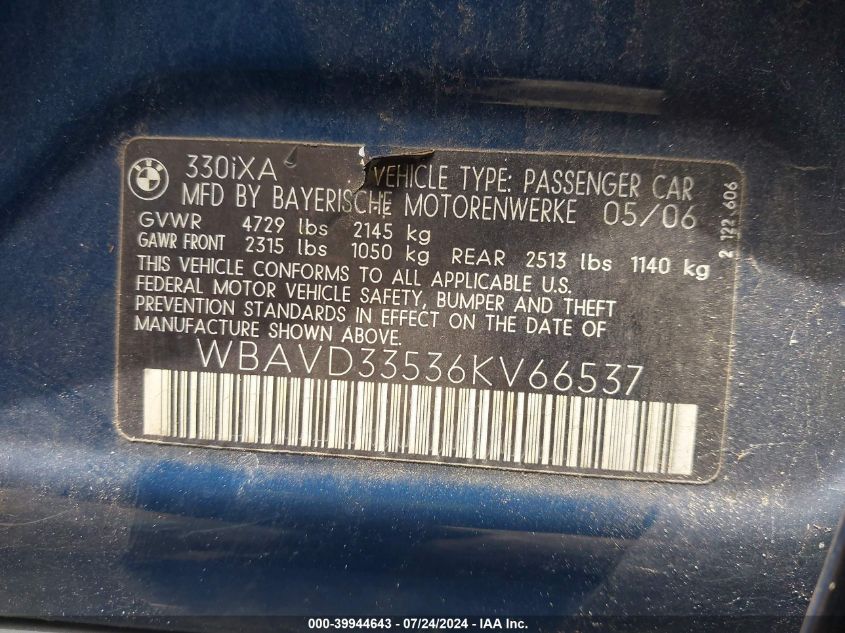 BMW
330iXA VEHICLE TYPE: PASSENGER CAR
MFD BY BAYERISCHE MOTORENWERKE 05/06
GVWR 4729 lbs 2145 kg
GAWR FRONT 2315 lbs 1050 kg REAR 2513 lbs 1140 kg
THIS VEHICLE CONFORMS TO ALL APPLICABLE U.S.
FEDERAL MOTOR VEHICLE SAFETY, BUMPER AND THEFT
PREVENTION STANDARDS IN EFFECT ON THE DATE OF
MANUFACTURE SHOWN ABOVE.
WBAVD33536KV66537
2 122 606
000-39944643 / 07/24/2024 - IAA Inc.